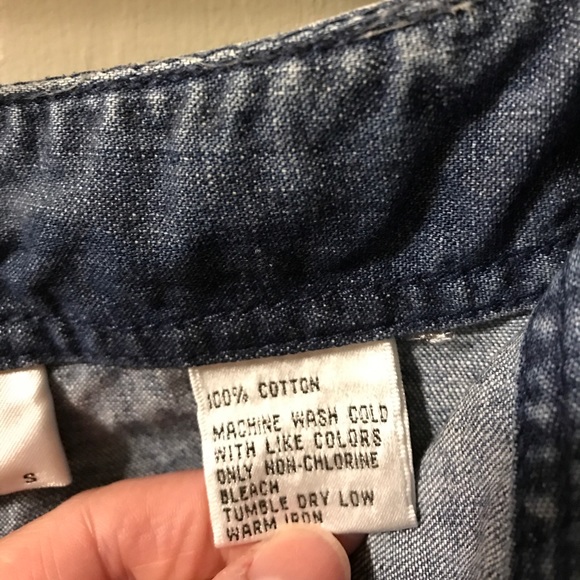 100% COTTON
MACHINE WASH COLD
WITH LIKE COLORS
ONLY NON-CHLORINE
BLEACH
TUMBLE DRY LOW
WARM IRON
S